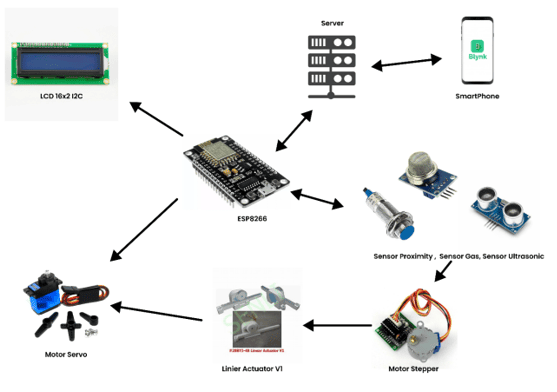 Server
Blynk
LCD 16x2 I2C
SmartPhone
ESP8266
Sensor Proximity , Sensor Gas, Sensor Ultrasonic
Motor Servo
Linier Actuator V1
Motor Stepper